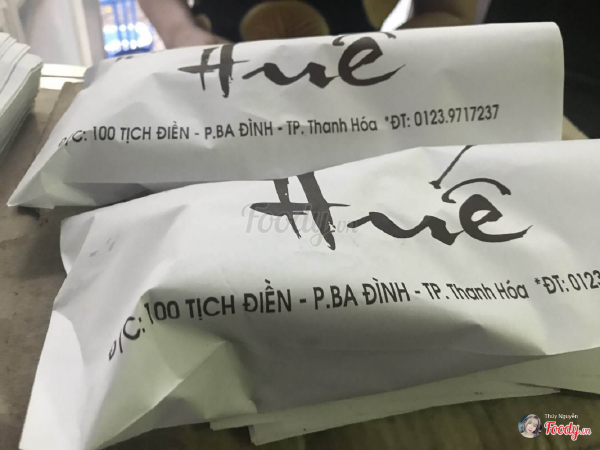 Huế
Đ/C: 100 TỊCH ĐIỀN - P.BA ĐÌNH - TP. Thanh Hóa *ĐT: 0123.9717237
Huế
Đ/C: 100 TỊCH ĐIỀN - P.BA ĐÌNH - TP. Thanh Hóa *ĐT: 0123
Foody.vn
Thúy Nguyễn
Foody.vn